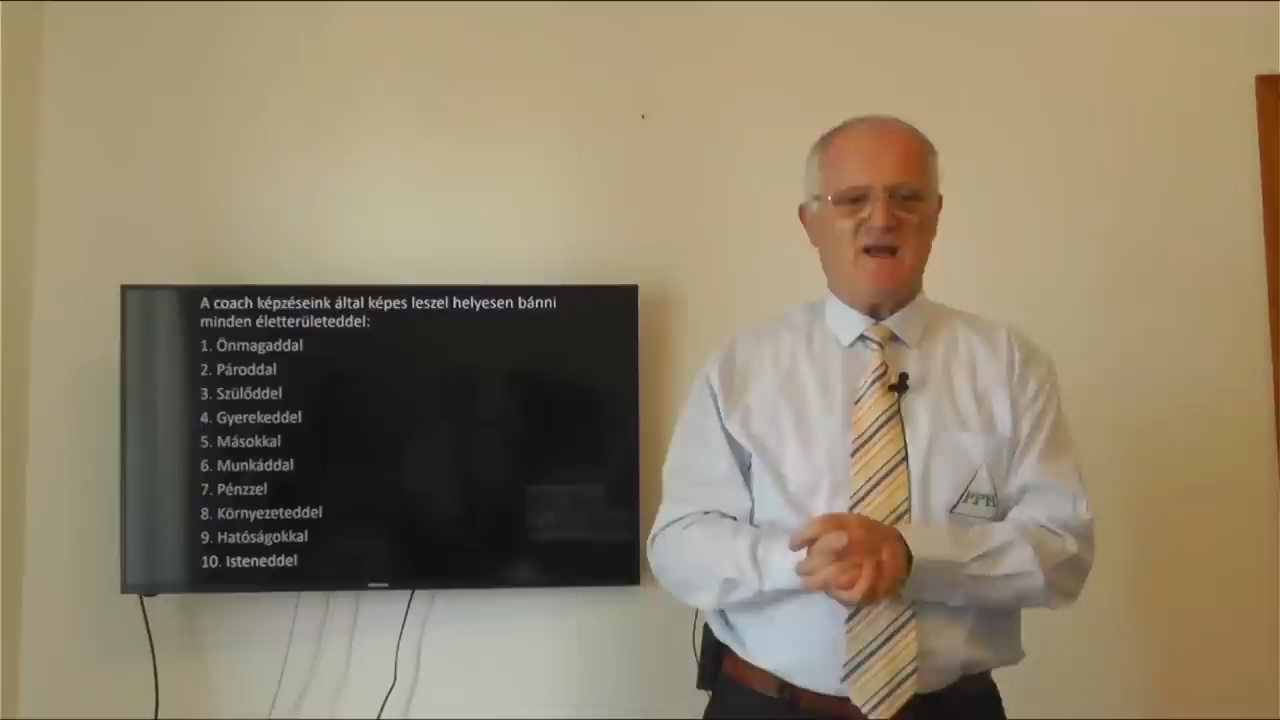 A coach képzéseink által képes leszel helyesen bánni
minden életterületeddel:
1. Önmagaddal
2. Pároddal
3. Szülőddel
4. Gyerekeddel
5. Másokkal
6. Munkáddal
7. Pénzzel
8. Környezeteddel
9. Hatóságokkal
10. Isteneddel
PPH